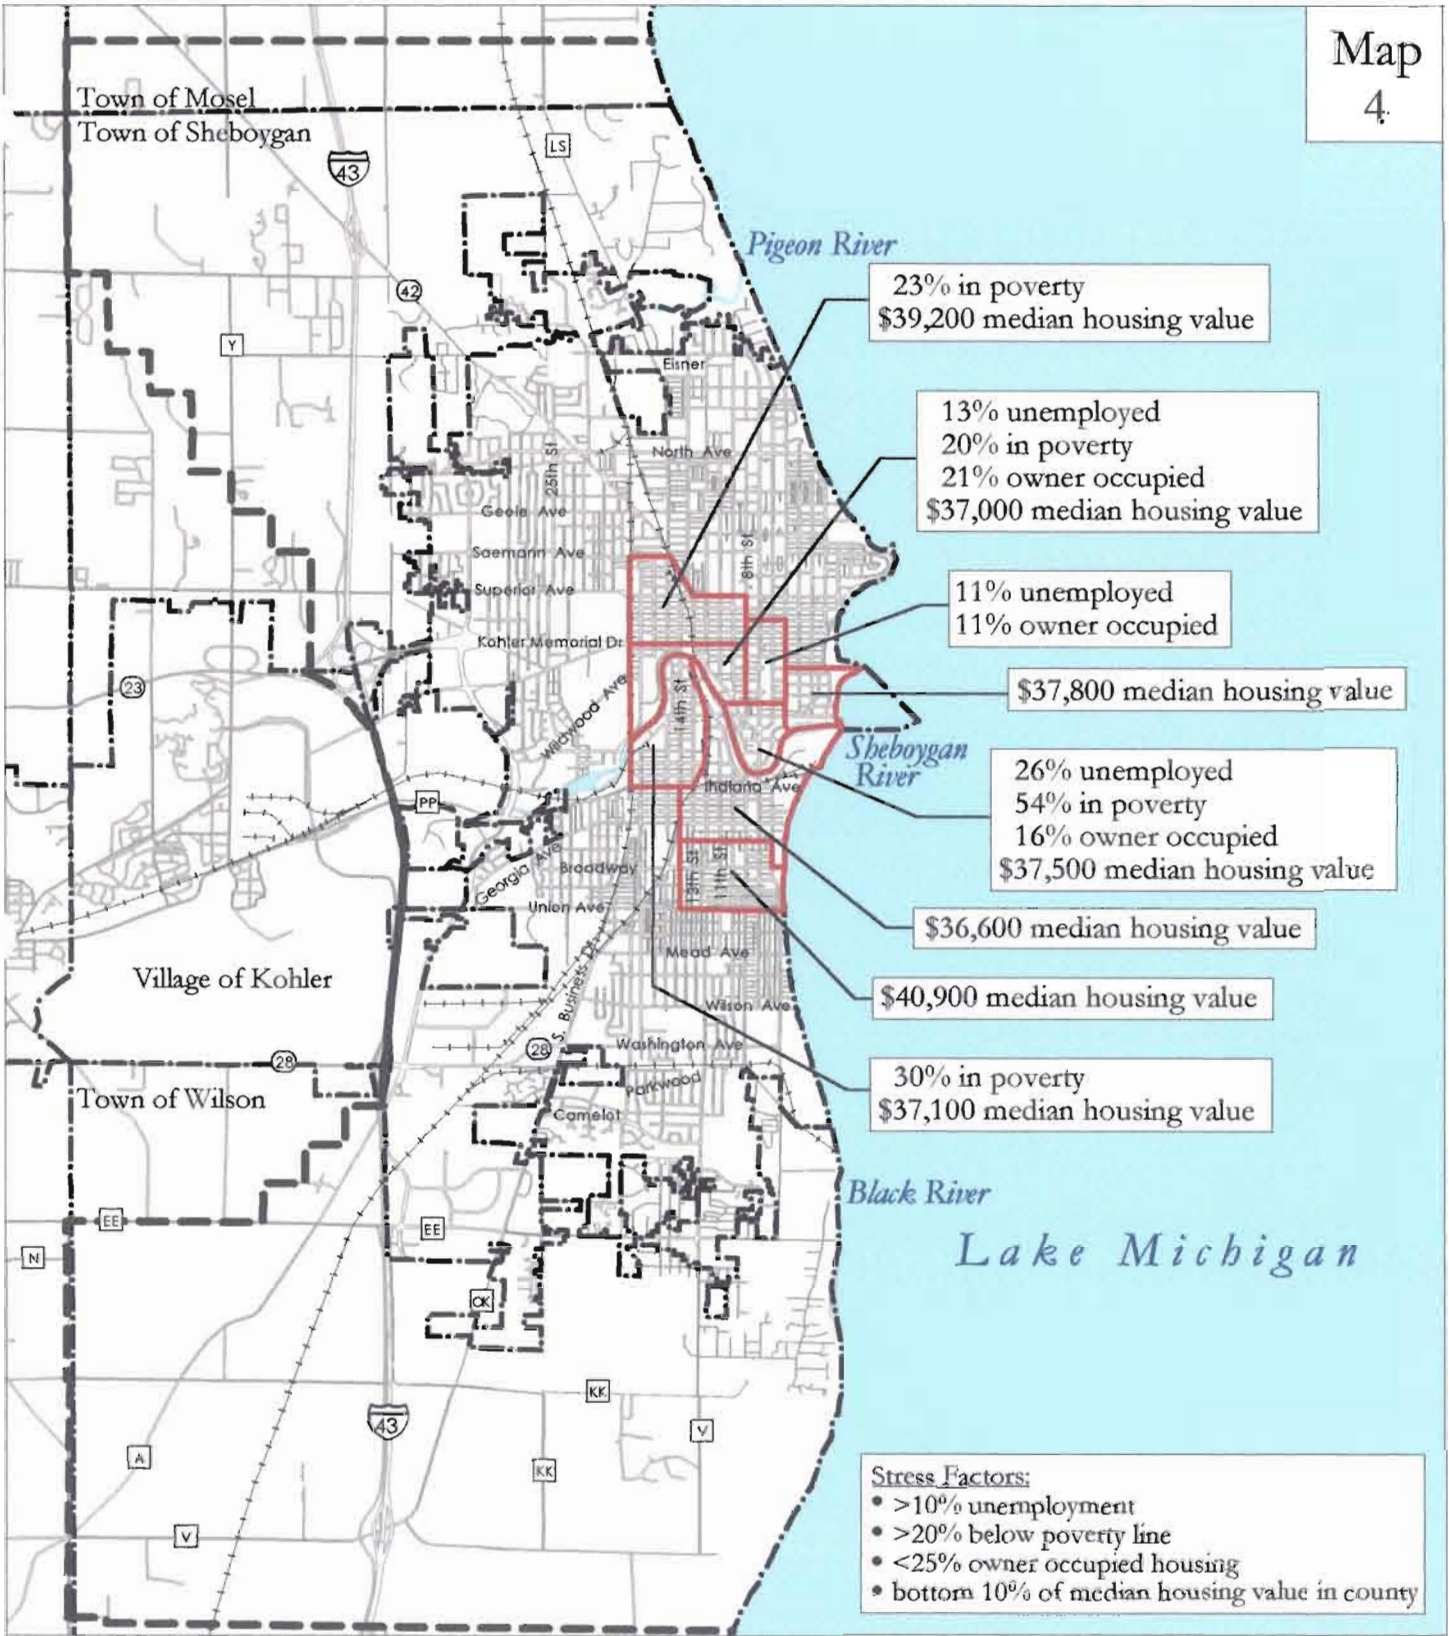 Map
4
Town of Mosel
Town of Sheboygan
43
LS
Pigeon River
23% in poverty
$39,200 median housing value
42
Y
Eisner
13% unemployed
20% in poverty
21% owner occupied
$37,000 median housing value
North Ave
25th St
Geele Ave
8th St
Saemann Ave
Superior Ave
11% unemployed
11% owner occupied
Kohler Memorial Dr
23
14th St
$37,800 median housing value
Wildwood Ave
Sheboygan
River
26% unemployed
54% in poverty
16% owner occupied
$37,500 median housing value
Indiana Ave
PP
Georgia Ave
Broadway
13th St
11th St
Union Ave
$36,600 median housing value
Mead Ave
Village of Kohler
S. Business Dr
$40,900 median housing value
Wilson Ave
28
28
Washington Ave
30% in poverty
$37,100 median housing value
Town of Wilson
Parkwood
Camelot
Black River
EE
EE
N
Lake Michigan
OK
KK
43
V
A
KK
V
Stress Factors:
• >10% unemployment
• >20% below poverty line
• <25% owner occupied housing
• bottom 10% of median housing value in county